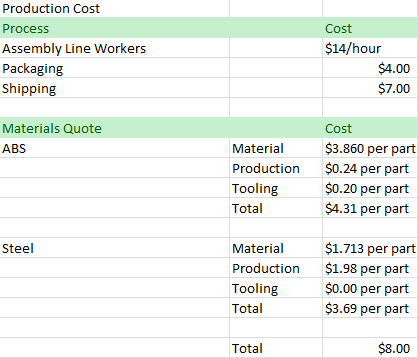 Production Cost
Process Cost
Assembly Line Workers $14/hour
Packaging $4.00
Shipping $7.00
Materials Quote Cost
ABS Material $3.860 per part
Production $0.24 per part
Tooling $0.20 per part
Total $4.31 per part
Steel Material $1.713 per part
Production $1.98 per part
Tooling $0.00 per part
Total $3.69 per part
Total $8.00